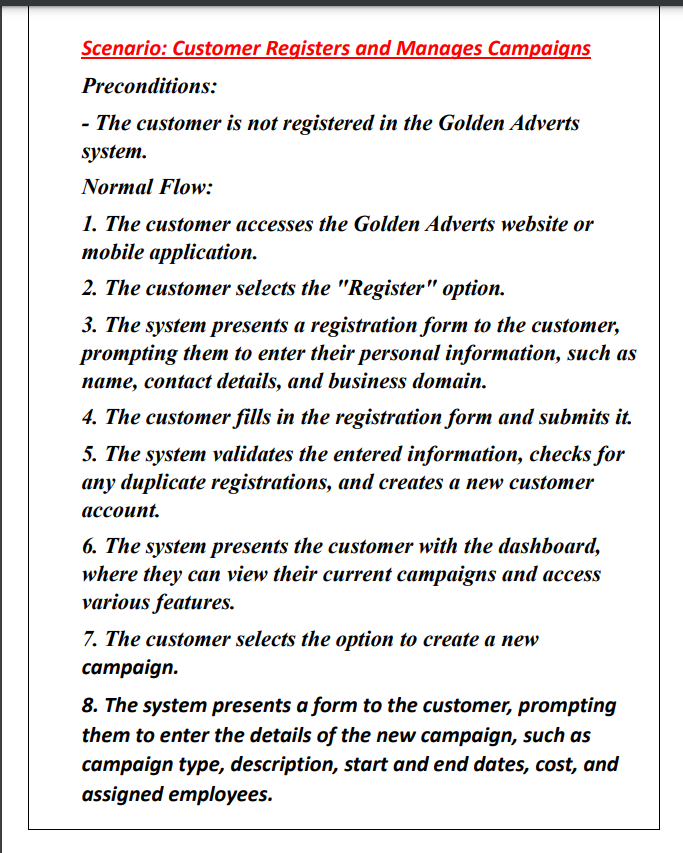 Scenario: Customer Registers and Manages Campaigns
Preconditions:
- The customer is not registered in the Golden Adverts
system.
Normal Flow:
1. The customer accesses the Golden Adverts website or
mobile application.
2. The customer selects the "Register" option.
3. The system presents a registration form to the customer,
prompting them to enter their personal information, such as
name, contact details, and business domain.
4. The customer fills in the registration form and submits it.
5. The system validates the entered information, checks for
any duplicate registrations, and creates a new customer
account.
6. The system presents the customer with the dashboard,
where they can view their current campaigns and access
various features.
7. The customer selects the option to create a new
campaign.
8. The system presents a form to the customer, prompting
them to enter the details of the new campaign, such as
campaign type, description, start and end dates, cost, and
assigned employees.